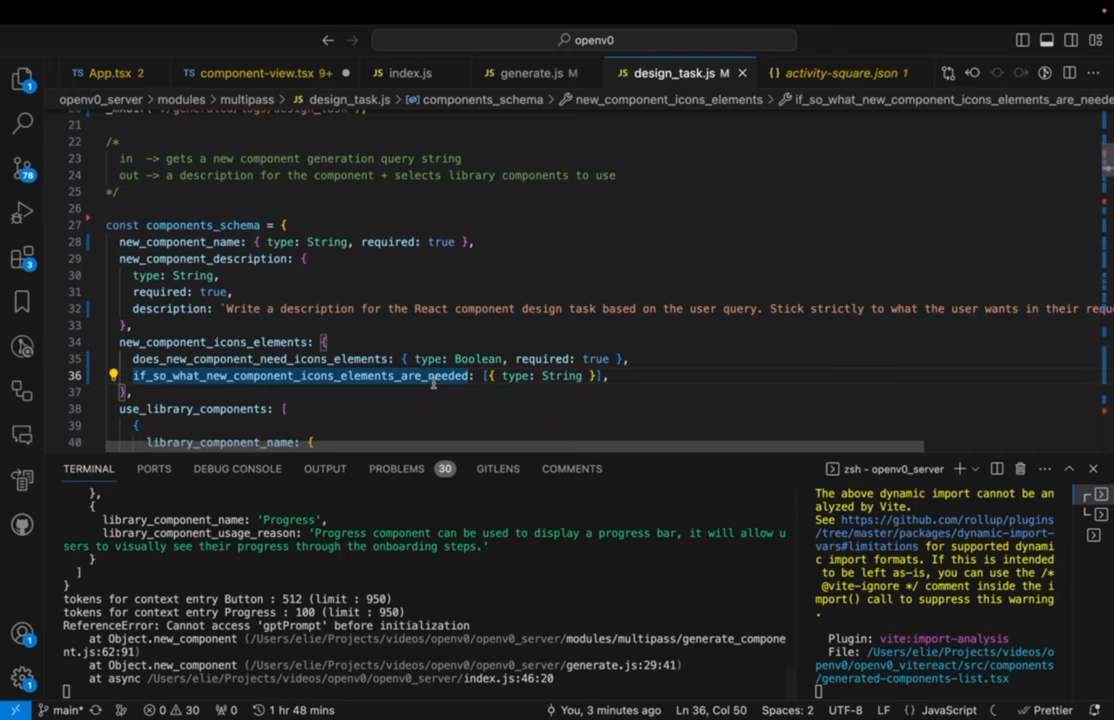 openv0
TS App.tsx 2
TS component-view.tsx 9+
JS index.js
JS generate.js M
JS design_task.js M
{} activity-square.json 1
openv0_server > modules > multipass > JS design_task.js > components_schema > new_component_icons_elements > if_so_what_new_component_icons_elements_are_neede
21
22 /*
23 in -> gets a new component generation query string
24 out -> a description for the component + selects library components to use
25 */
26
27 const components_schema = {
28 new_component_name: { type: String, required: true },
29 new_component_description: {
30 type: String,
31 required: true,
32 description: `Write a description for the React component design task based on the user query. Stick strictly to what the user wants in their requ
33 },
34 new_component_icons_elements: {
35 does_new_component_need_icons_elements: { type: Boolean, required: true },
36 if_so_what_new_component_icons_elements_are_needed: [{ type: String }],
37 },
38 use_library_components: [
39 {
40 library_component_name: {
1
78
3
1
1
TERMINAL PORTS DEBUG CONSOLE OUTPUT PROBLEMS 30 GITLENS COMMENTS
zsh - openv0_server
},
{
library_component_name: 'Progress',
library_component_usage_reason: 'Progress component can be used to display a progress bar, it will allow u
sers to visually see their progress through the onboarding steps.'
}
]
}
tokens for context entry Button : 512 (limit : 950)
tokens for context entry Progress : 100 (limit : 950)
ReferenceError: Cannot access 'gptPrompt' before initialization
at Object.new_component (/Users/elie/Projects/videos/openv0/openv0_server/modules/multipass/generate_compone
nt.js:62:91)
at Object.new_component (/Users/elie/Projects/videos/openv0/openv0_server/generate.js:29:41)
at async /Users/elie/Projects/videos/openv0/openv0_server/index.js:46:20
The above dynamic import cannot be an
alyzed by Vite.
See https://github.com/rollup/plugins
/tree/master/packages/dynamic-import-
vars#limitations for supported dynami
c import formats. If this is intended
to be left as-is, you can use the /*
@vite-ignore */ comment inside the i
mport() call to suppress this warning
.
Plugin: vite:import-analysis
File: /Users/elie/Projects/videos/o
penv0/openv0_vitereact/src/components
/generated-components-list.tsx
main* 0 30 0 1 hr 48 mins You, 3 minutes ago Ln 36, Col 50 Spaces: 2 UTF-8 LF {} JavaScript Prettier